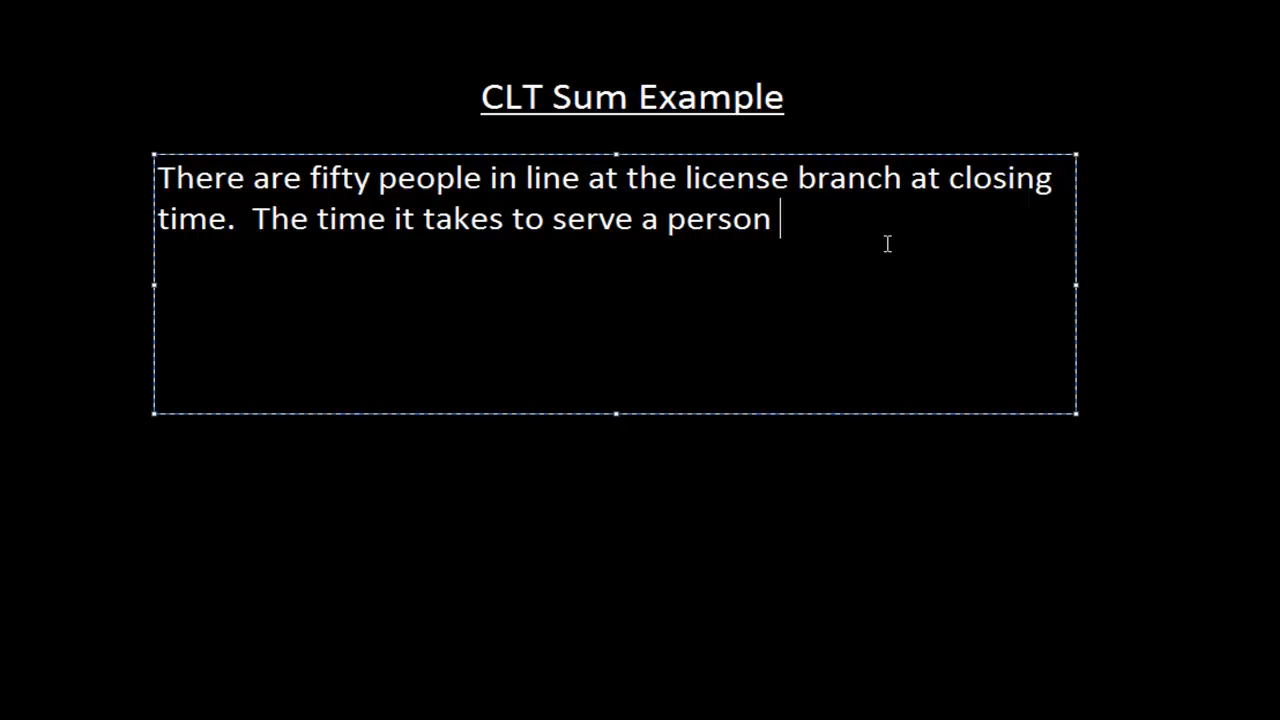 CLT Sum Example
There are fifty people in line at the license branch at closing
time.  The time it takes to serve a person